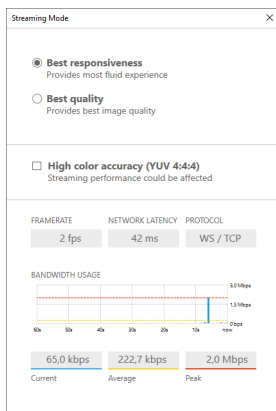 Streaming Mode
Best responsiveness
Provides most fluid experience
Best quality
Provides best image quality
High color accuracy (YUV 4:4:4)
Streaming performance could be affected
FRAMERATE NETWORK LATENCY PROTOCOL
2 fps 42 ms WS / TCP
BANDWIDTH USAGE
3,0 Mbps
1,5 Mbps
0 bps
60s 50s 40s 30s 20s 10s now
65,0 kbps 222,7 kbps 2,0 Mbps
Current Average Peak